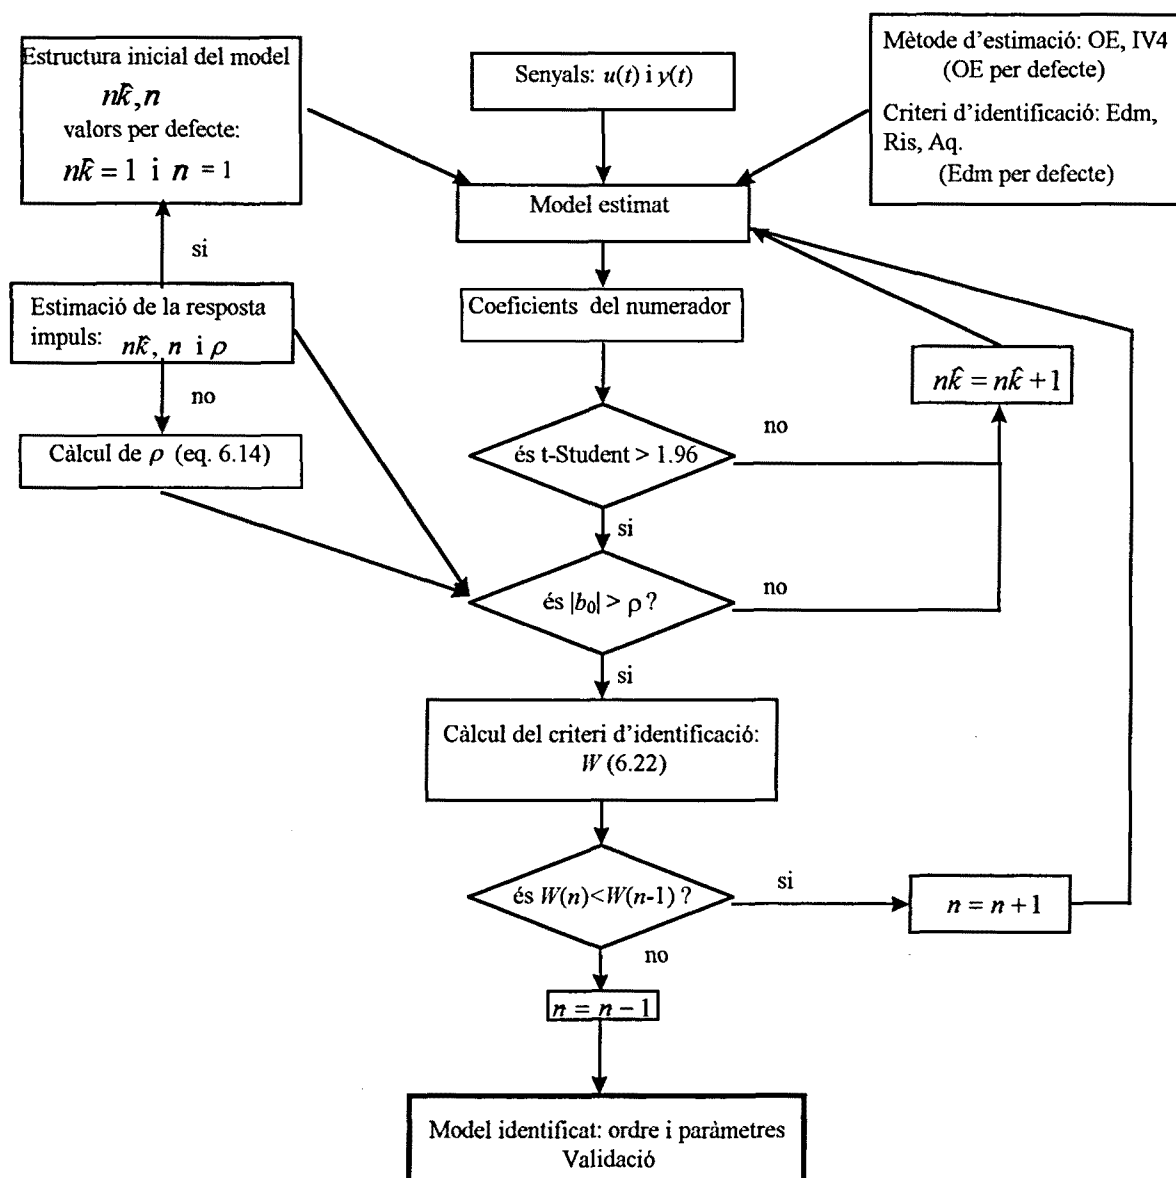 Estructura inicial del model
nk̂, n
valors per defecte:
nk̂ = 1 i n = 1
Senyals: u(t) i y(t)
Mètode d'estimació: OE, IV4
(OE per defecte)
Criteri d'identificació: Edm,
Ris, Aq.
(Edm per defecte)
Model estimat
si
Estimació de la resposta
impuls: nk̂, n i ρ
no
Càlcul de ρ (eq. 6.14)
Coeficients del numerador
nk̂ = nk̂ + 1
és t-Student > 1.96
no
si
és |b₀| > ρ ?
no
si
Càlcul del criteri d'identificació:
W (6.22)
és W(n)<W(n-1) ?
si
n = n + 1
no
n = n − 1
Model identificat: ordre i paràmetres
Validació